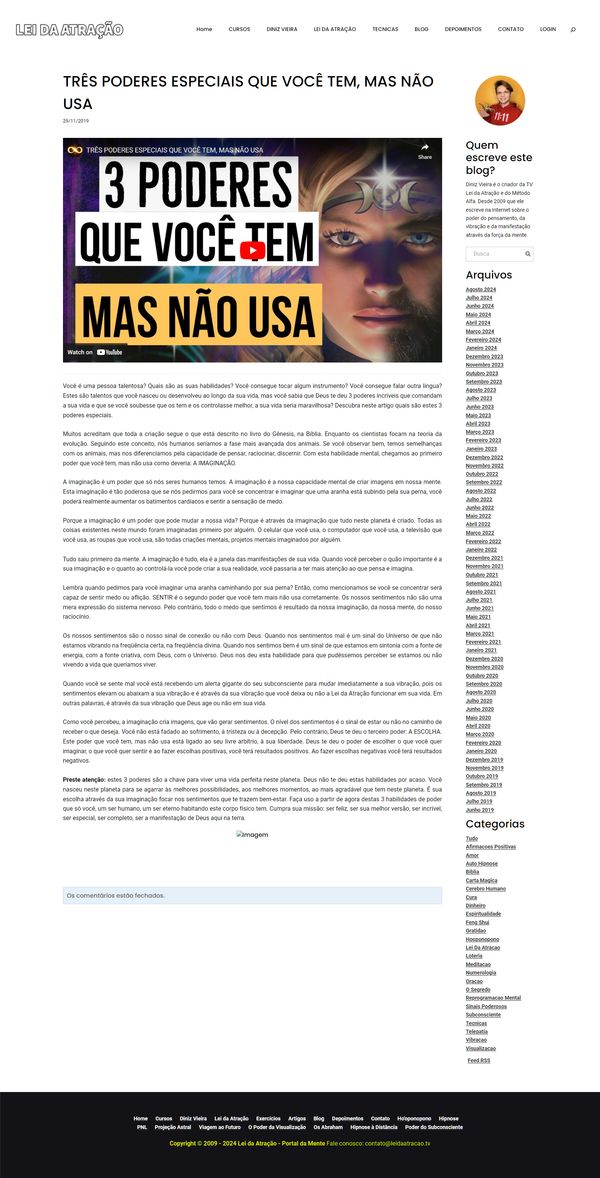 LEI DA ATRAÇÃO
Home CURSOS DINIZ VIEIRA LEI DA ATRAÇÃO TECNICAS BLOG DEPOIMENTOS CONTATO LOGIN
TRÊS PODERES ESPECIAIS QUE VOCÊ TEM, MAS NÃO
USA
29/11/2019
TRÊS PODERES ESPECIAIS QUE VOCÊ TEM, MAS NÃO USA
Share
3 PODERES
QUE VOCÊ TEM
MAS NÃO USA
Watch on YouTube
Você é uma pessoa talentosa? Quais são as suas habilidades? Você consegue tocar algum instrumento? Você consegue falar outra língua?
Estes são talentos que você nasceu ou desenvolveu ao longo da sua vida, mas você sabia que Deus te deu 3 poderes incríveis que comandam
a sua vida e que se você soubesse que os tem e os controlasse melhor, a sua vida seria maravilhosa? Descubra neste artigo quais são estes 3
poderes especiais.
Muitos acreditam que toda a criação segue o que está descrito no livro do Gênesis, na Bíblia. Enquanto os cientistas focam na teoria da
evolução. Seguindo este conceito, nós humanos seríamos a fase mais avançada dos animais. Se você observar bem, temos semelhanças
com os animais, mas nos diferenciamos pela capacidade de pensar, raciocinar, discernir. Com esta habilidade mental, chegamos ao primeiro
poder que você tem, mas não usa como deveria: A IMAGINAÇÃO.
A imaginação é um poder que só nós seres humanos temos. A imaginação é a nossa capacidade mental de criar imagens em nossa mente.
Esta imaginação é tão poderosa que se nós pedirmos para você se concentrar e imaginar que uma aranha está subindo pela sua perna, você
poderá realmente aumentar os batimentos cardíacos e sentir a sensação de medo.
Porque a imaginação é um poder que pode mudar a nossa vida? Porque é através da imaginação que tudo neste planeta é criado. Todas as
coisas existentes neste mundo foram imaginadas primeiro por alguém. O celular que você usa, o computador que você usa, a televisão que
você usa, as roupas que você usa, são todas criações mentais, projetos mentais imaginados por alguém.
Tudo saiu primeiro da mente. A imaginação é tudo, ela é a janela das manifestações de sua vida. Quando você perceber o quão importante é a
sua imaginação e o quanto ao controlá-la você pode criar a sua realidade, você passaria a ter mais atenção ao que pensa e imagina.
Lembra quando pedimos para você imaginar uma aranha caminhando por sua perna? Então, como mencionamos se você se concentrar será
capaz de sentir medo ou aflição. SENTIR é o segundo poder que você tem mais não usa corretamente. Os nossos sentimentos não são uma
mera expressão do sistema nervoso. Pelo contrário, todo o medo que sentimos é resultado da nossa imaginação, da nossa mente, do nosso
raciocínio.
Os nossos sentimentos são o nosso sinal de conexão ou não com Deus. Quando nos sentimos mal é um sinal do Universo de que não
estamos vibrando na freqüência certa, na freqüência divina. Quando nos sentimos bem é um sinal de que estamos em sintonia com a fonte de
energia, com a fonte criativa, com Deus, com o Universo. Deus nos deu esta habilidade para que pudéssemos perceber se estamos ou não
vivendo a vida que queríamos viver.
Quando você se sente mal você está recebendo um alerta gigante do seu subconsciente para mudar imediatamente a sua vibração, pois os
sentimentos elevam ou abaixam a sua vibração e é através da sua vibração que você deixa ou não a Lei da Atração funcionar em sua vida. Em
outras palavras, é através da sua vibração que Deus age ou não em sua vida.
Como você percebeu, a imaginação cria imagens, que vão gerar sentimentos. O nível dos sentimentos é o sinal de estar ou não no caminho de
receber o que deseja. Você não está fadado ao sofrimento, à tristeza ou à decepção. Pelo contrário, Deus te deu o terceiro poder: A ESCOLHA.
Este poder que você tem, mas não usa está ligado ao seu livre arbítrio, à sua liberdade. Deus te deu o poder de escolher o que você quer
imaginar, o que você quer sentir e ao fazer escolhas positivas, você terá resultados positivos. Ao fazer escolhas negativas você terá resultados
negativos.
Preste atenção: estes 3 poderes são a chave para viver uma vida perfeita neste planeta. Deus não te deu estas habilidades por acaso. Você
nasceu neste planeta para se agarrar às melhores possibilidades, aos melhores momentos, ao mais agradável que tem neste planeta. É sua
escolha através da sua imaginação focar nos sentimentos que te trazem bem-estar. Faça uso a partir de agora destas 3 habilidades de poder
que só você, um ser humano, um ser eterno habitando este corpo físico tem. Cumpra sua missão: ser feliz, ser sua melhor versão, ser incrível,
ser especial, ser completo, ser a manifestação de Deus aqui na terra.
Imagem
Os comentários estão fechados.
11:11
Quem
escreve este
blog?
Diniz Vieira é o criador da TV
Lei da Atração e do Método
Alfa. Desde 2009 que ele
escreve na Internet sobre o
poder do pensamento, da
vibração e da manifestação
através da força da mente.
Busca
Arquivos
Agosto 2024
Julho 2024
Junho 2024
Maio 2024
Abril 2024
Março 2024
Fevereiro 2024
Janeiro 2024
Dezembro 2023
Novembro 2023
Outubro 2023
Setembro 2023
Agosto 2023
Julho 2023
Junho 2023
Maio 2023
Abril 2023
Março 2023
Fevereiro 2023
Janeiro 2023
Dezembro 2022
Novembro 2022
Outubro 2022
Setembro 2022
Agosto 2022
Julho 2022
Junho 2022
Maio 2022
Abril 2022
Março 2022
Fevereiro 2022
Janeiro 2022
Dezembro 2021
Novembro 2021
Outubro 2021
Setembro 2021
Agosto 2021
Julho 2021
Junho 2021
Maio 2021
Abril 2021
Março 2021
Fevereiro 2021
Janeiro 2021
Dezembro 2020
Novembro 2020
Outubro 2020
Setembro 2020
Agosto 2020
Julho 2020
Junho 2020
Maio 2020
Abril 2020
Março 2020
Fevereiro 2020
Janeiro 2020
Dezembro 2019
Novembro 2019
Outubro 2019
Setembro 2019
Agosto 2019
Julho 2019
Junho 2019
Categorias
Tudo
Afirmacoes Positivas
Amor
Auto Hipnose
Biblia
Carta Magica
Cerebro Humano
Cura
Dinheiro
Espiritualidade
Feng Shui
Gratidao
Hooponopono
Lei Da Atracao
Loteria
Meditacao
Numerologia
Oracao
O Segredo
Reprogramacao Mental
Sinais Poderosos
Subconsciente
Tecnicas
Telepatia
Vibracao
Visualizacao
Feed RSS
Home Cursos Diniz Vieira Lei da Atração Exercícios Artigos Blog Depoimentos Contato Ho'oponopono Hipnose
PNL Projeção Astral Viagem ao Futuro O Poder da Visualização Os Abraham Hipnose à Distância Poder do Subconsciente
Copyright © 2009 - 2024 Lei da Atração - Portal da Mente Fale conosco: contato@leidaatracao.tv